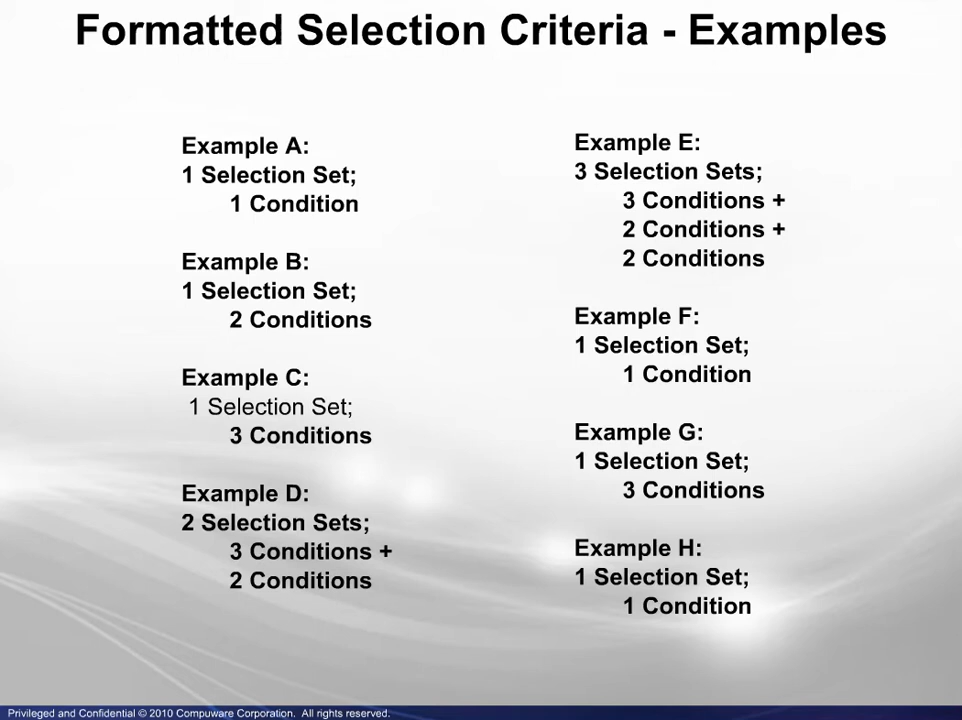 Formatted Selection Criteria - Examples
Example A:
1 Selection Set;
1 Condition
Example B:
1 Selection Set;
2 Conditions
Example C:
1 Selection Set;
3 Conditions
Example D:
2 Selection Sets;
3 Conditions +
2 Conditions
Example E:
3 Selection Sets;
3 Conditions +
2 Conditions +
2 Conditions
Example F:
1 Selection Set;
1 Condition
Example G:
1 Selection Set;
3 Conditions
Example H:
1 Selection Set;
1 Condition
Privileged and Confidential © 2010 Compuware Corporation. All rights reserved.